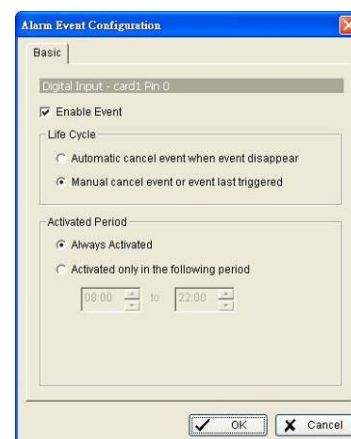 Alarm Event Configuration
Basic
Digital Input - card1 Pin 0
Enable Event
Life Cycle
Automatic cancel event when event disappear
Manual cancel event or event last triggered
Activated Period
Always Activated
Activated only in the following period
08:00 to 22:00
OK Cancel